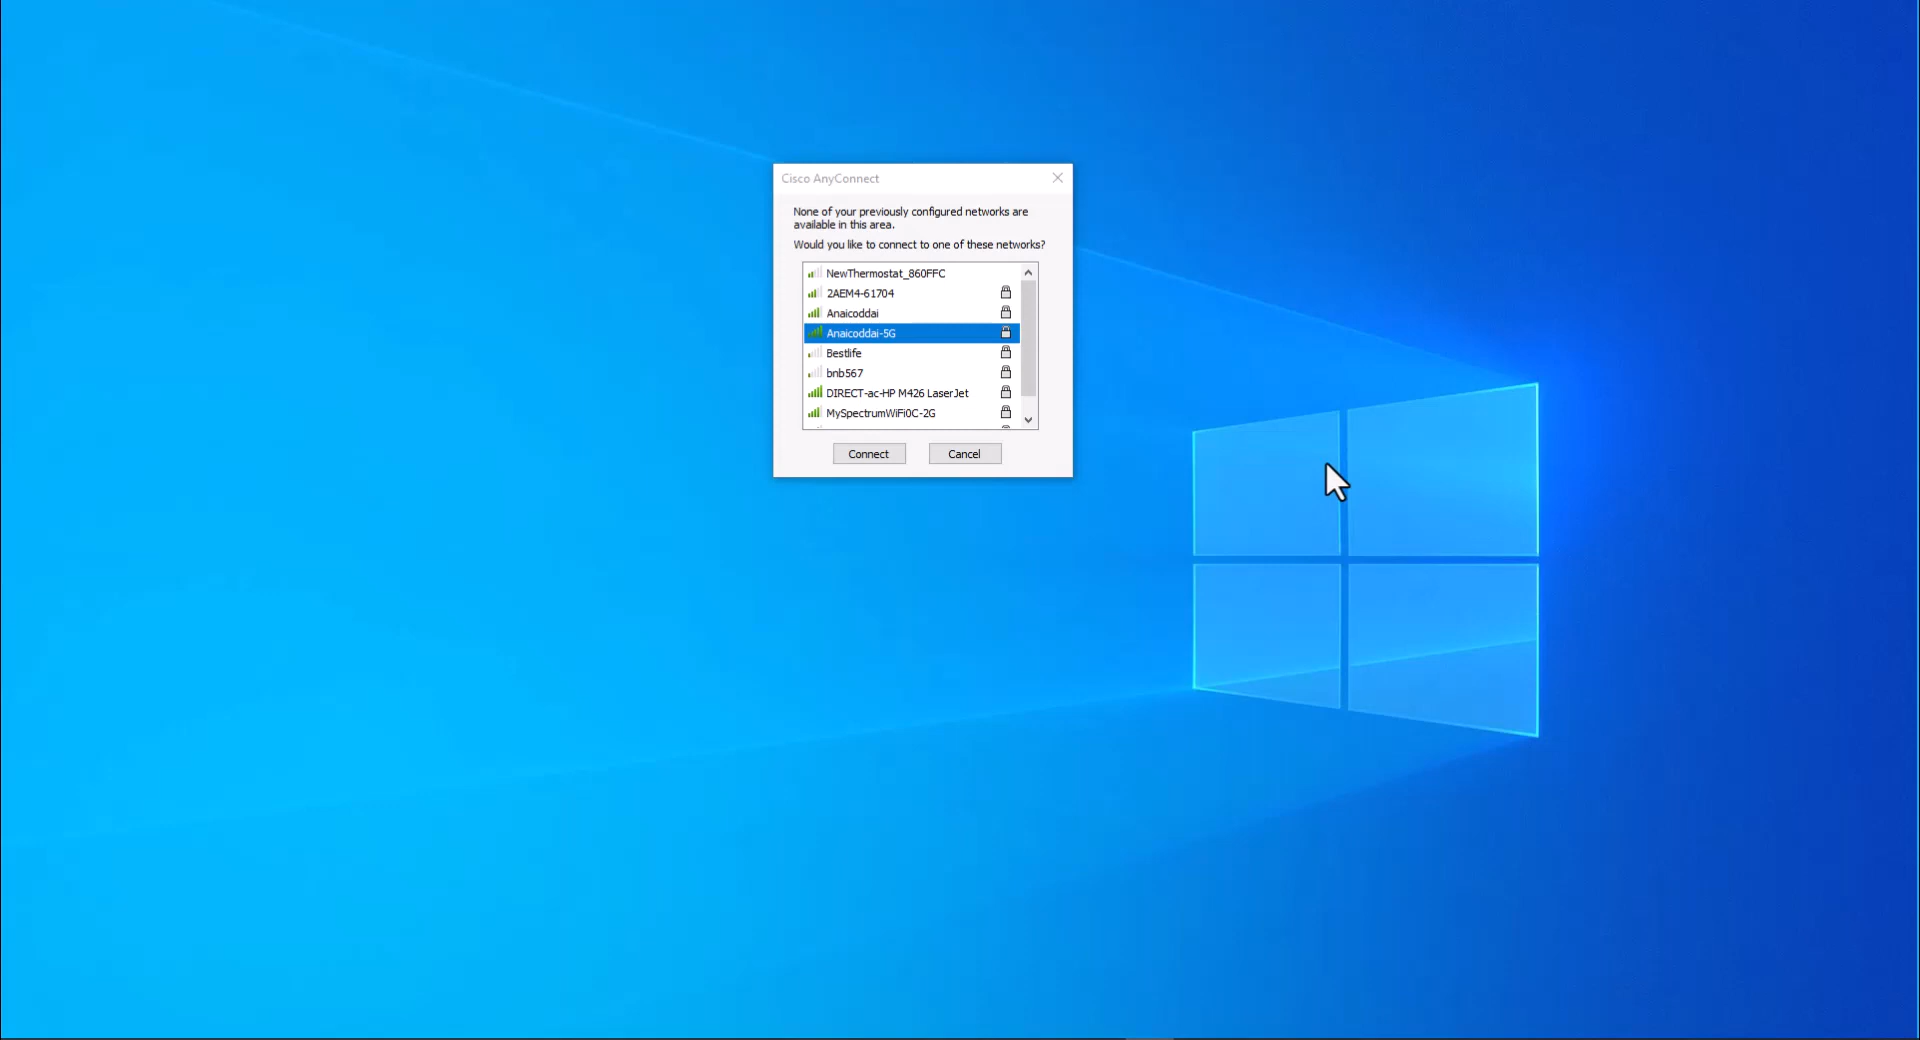 Cisco AnyConnect
None of your previously configured networks are
available in this area.
Would you like to connect to one of these networks?
NewThermostat_860FFC
2AEM4-61704
Anaicoddai
Anaicoddai-5G
Bestlife
bnb567
DIRECT-ac-HP M426 LaserJet
MySpectrumWiFi0C-2G
Connect
Cancel